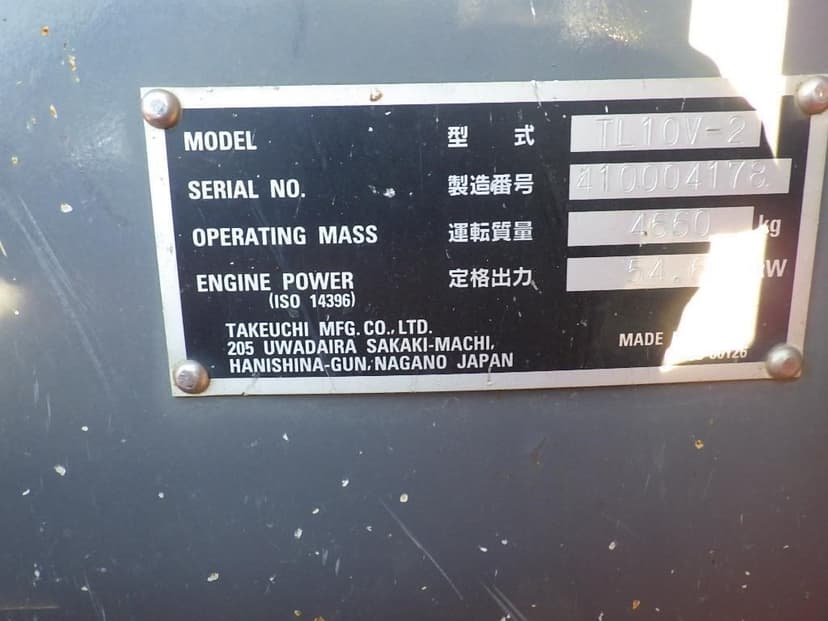 MODEL 型 式 TL10V-2
SERIAL NO. 製造番号 410004178
OPERATING MASS 運転質量 4660 kg
ENGINE POWER 定格出力 kW
(ISO 14396)
TAKEUCHI MFG. CO., LTD.
205 UWADAIRA SAKAKI-MACHI,
HANISHINA-GUN, NAGANO JAPAN
MADE